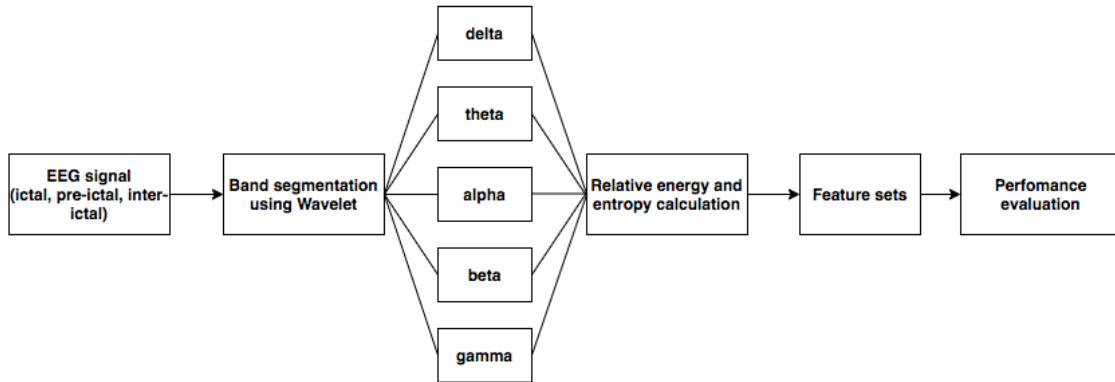 EEG signal
(ictal, pre-ictal, inter-
ictal)
Band segmentation
using Wavelet
delta
theta
alpha
beta
gamma
Relative energy and
entropy calculation
Feature sets
Perfomance
evaluation